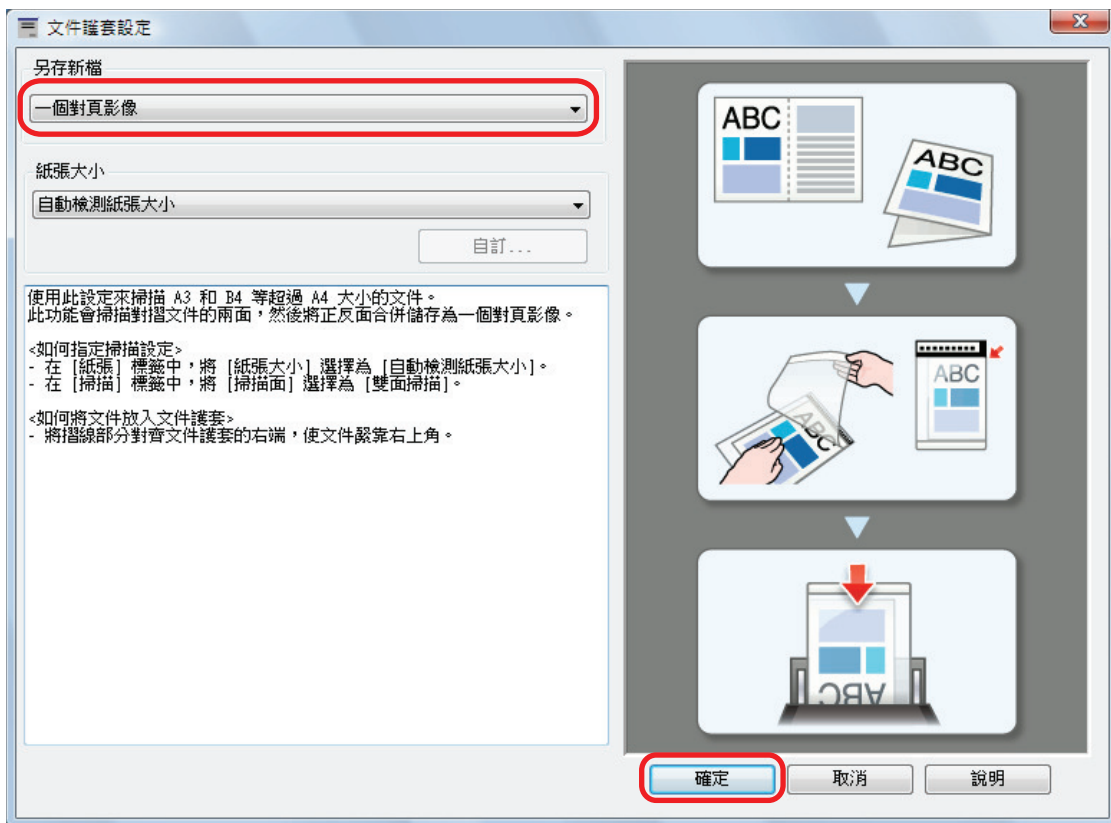 文件護套設定
另存新檔
一個對頁影像
紙張大小
自動檢測紙張大小
自訂...
使用此設定來掃描 A3 和 B4 等超過 A4 大小的文件。
此功能會掃描對摺文件的兩面，然後將正反面合併儲存為一個對頁影像。
<如何指定掃描設定>
- 在 [紙張] 標籤中，將 [紙張大小] 選擇為 [自動檢測紙張大小]。
- 在 [掃描] 標籤中，將 [掃描面] 選擇為 [雙面掃描]。
<如何將文件放入文件護套>
- 將摺線部分對齊文件護套的右端，使文件緊靠右上角。
ABC
ABC
ABC
ABC
ABC
確定
取消
說明